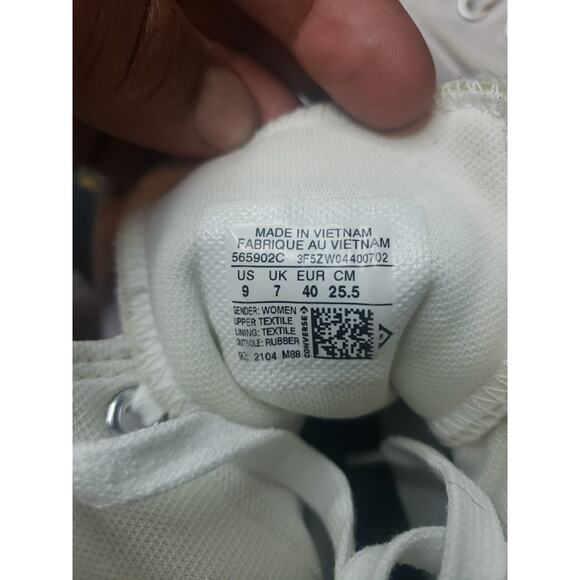 MADE IN VIETNAM
FABRIQUE AU VIETNAM
565902C 3F5ZW04400702
US UK EUR CM
9 7 40 25.5
GENDER: WOMEN
UPPER TEXTILE
LINING: TEXTILE
OUTSOLE: RUBBER
92 2104 M88
CONVERSE